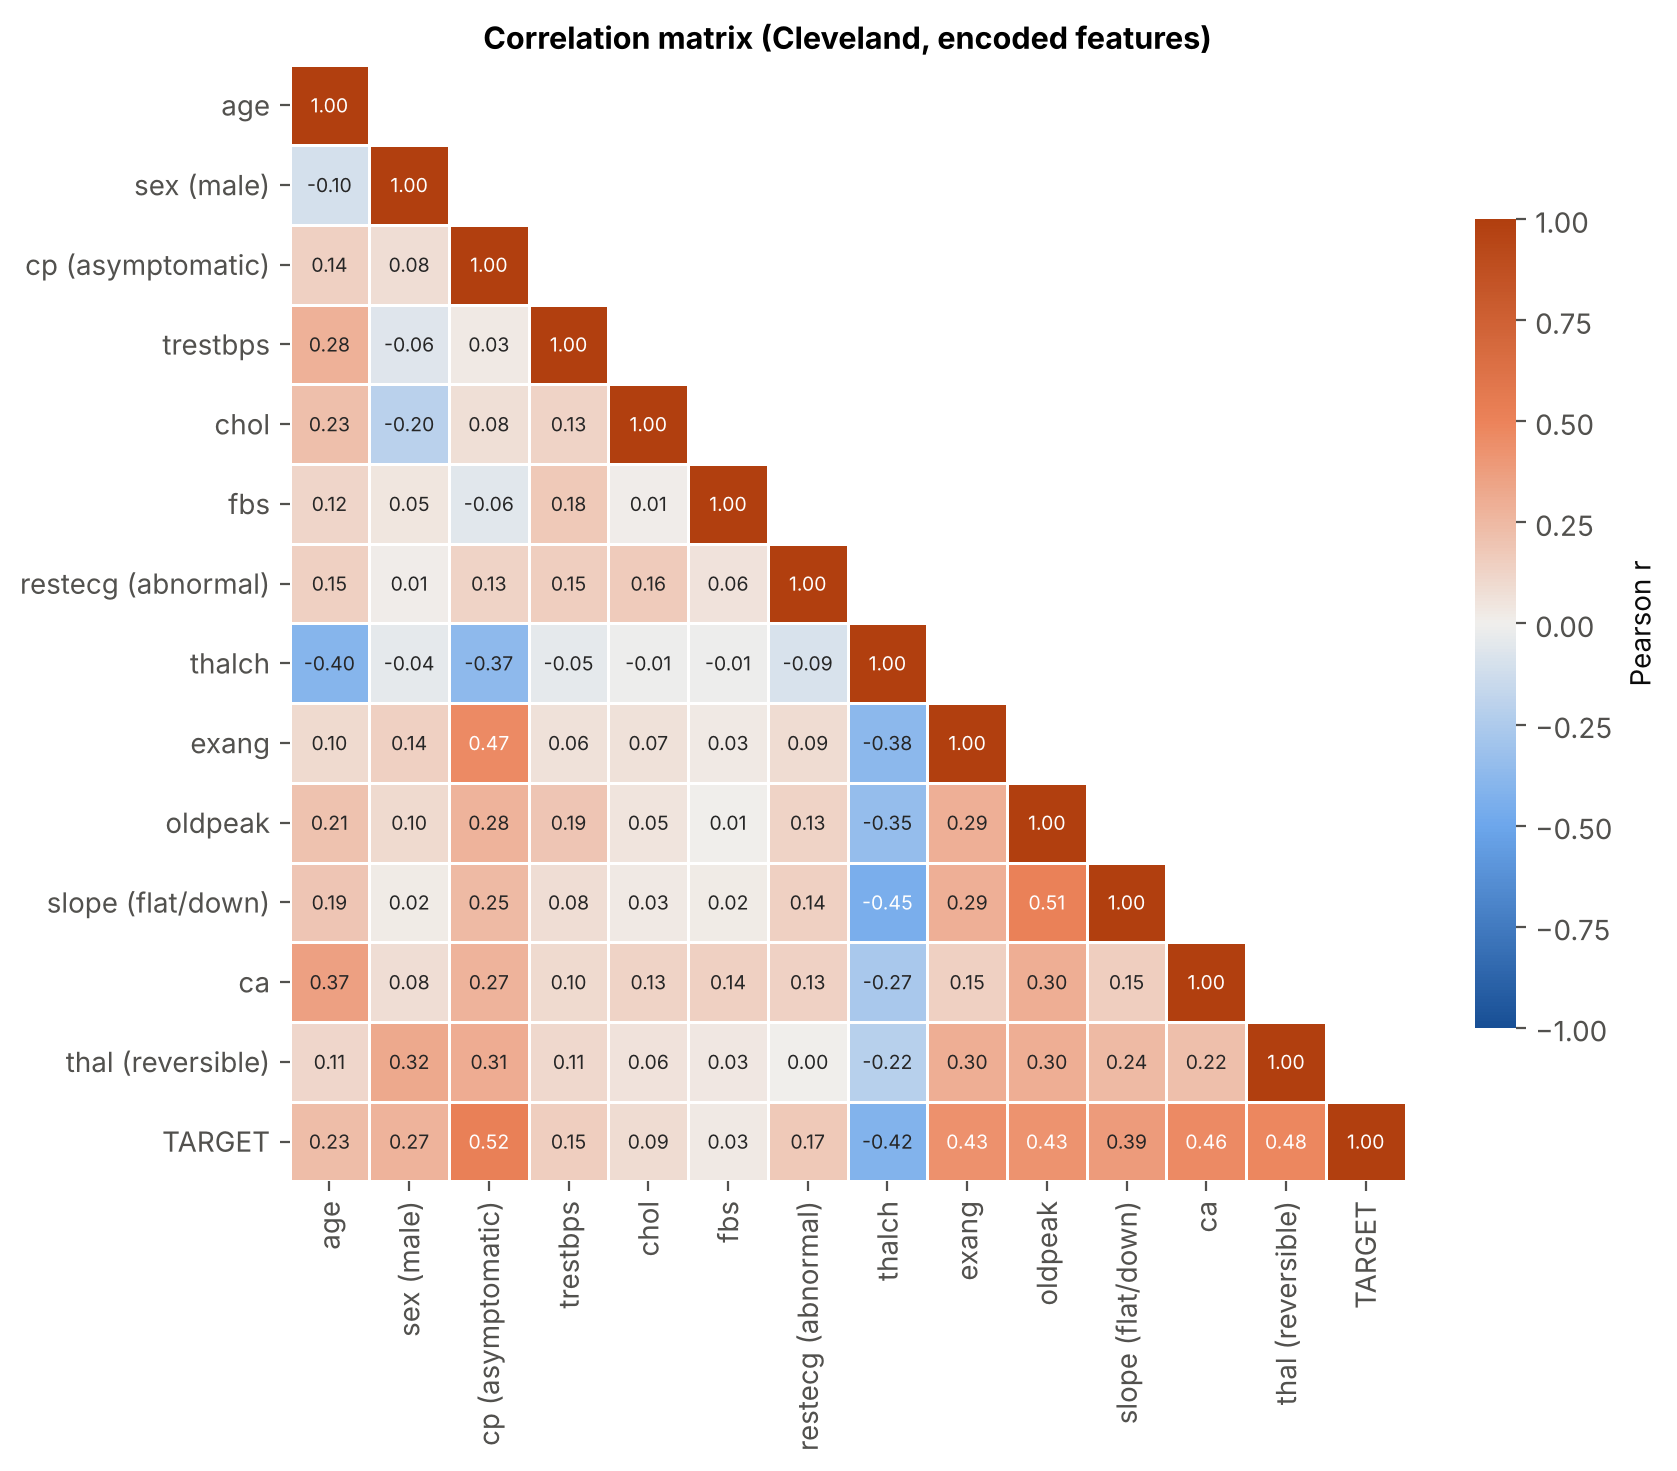 Correlation matrix (Cleveland, encoded features)
age 1.00
sex (male) -0.10 1.00
cp (asymptomatic) 0.14 0.08 1.00
trestbps 0.28 -0.06 0.03 1.00
chol 0.23 -0.20 0.08 0.13 1.00
fbs 0.12 0.05 -0.06 0.18 0.01 1.00
restecg (abnormal) 0.15 0.01 0.13 0.15 0.16 0.06 1.00
thalch -0.40 -0.04 -0.37 -0.05 -0.01 -0.01 -0.09 1.00
exang 0.10 0.14 0.47 0.06 0.07 0.03 0.09 -0.38 1.00
oldpeak 0.21 0.10 0.28 0.19 0.05 0.01 0.13 -0.35 0.29 1.00
slope (flat/down) 0.19 0.02 0.25 0.08 0.03 0.02 0.14 -0.45 0.29 0.51 1.00
ca 0.37 0.08 0.27 0.10 0.13 0.14 0.13 -0.27 0.15 0.30 0.15 1.00
thal (reversible) 0.11 0.32 0.31 0.11 0.06 0.03 0.00 -0.22 0.30 0.30 0.24 0.22 1.00
TARGET 0.23 0.27 0.52 0.15 0.09 0.03 0.17 -0.42 0.43 0.43 0.39 0.46 0.48 1.00
age
sex (male)
cp (asymptomatic)
trestbps
chol
fbs
restecg (abnormal)
thalch
exang
oldpeak
slope (flat/down)
ca
thal (reversible)
TARGET
1.00
0.75
0.50
0.25
0.00
−0.25
−0.50
−0.75
−1.00
Pearson r